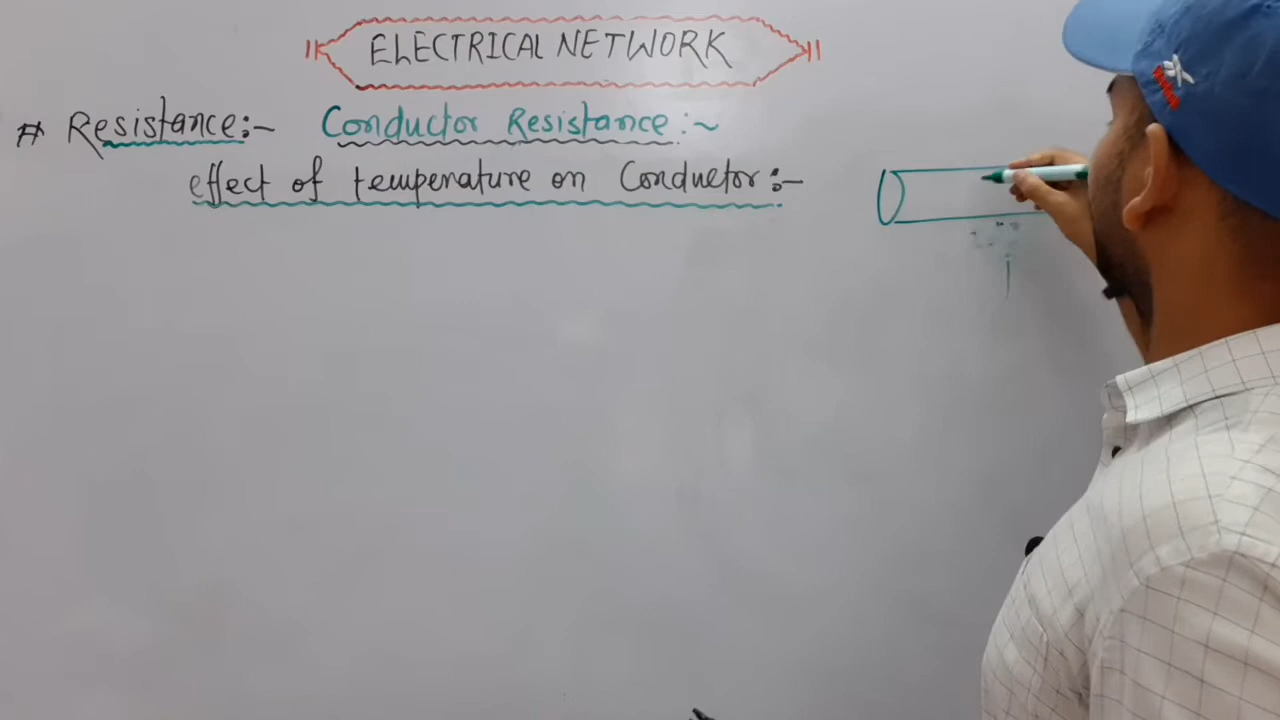 ELECTRICAL NETWORK
# Resistance:- Conductor Resistance:~
effect of temperature on Conductor:-